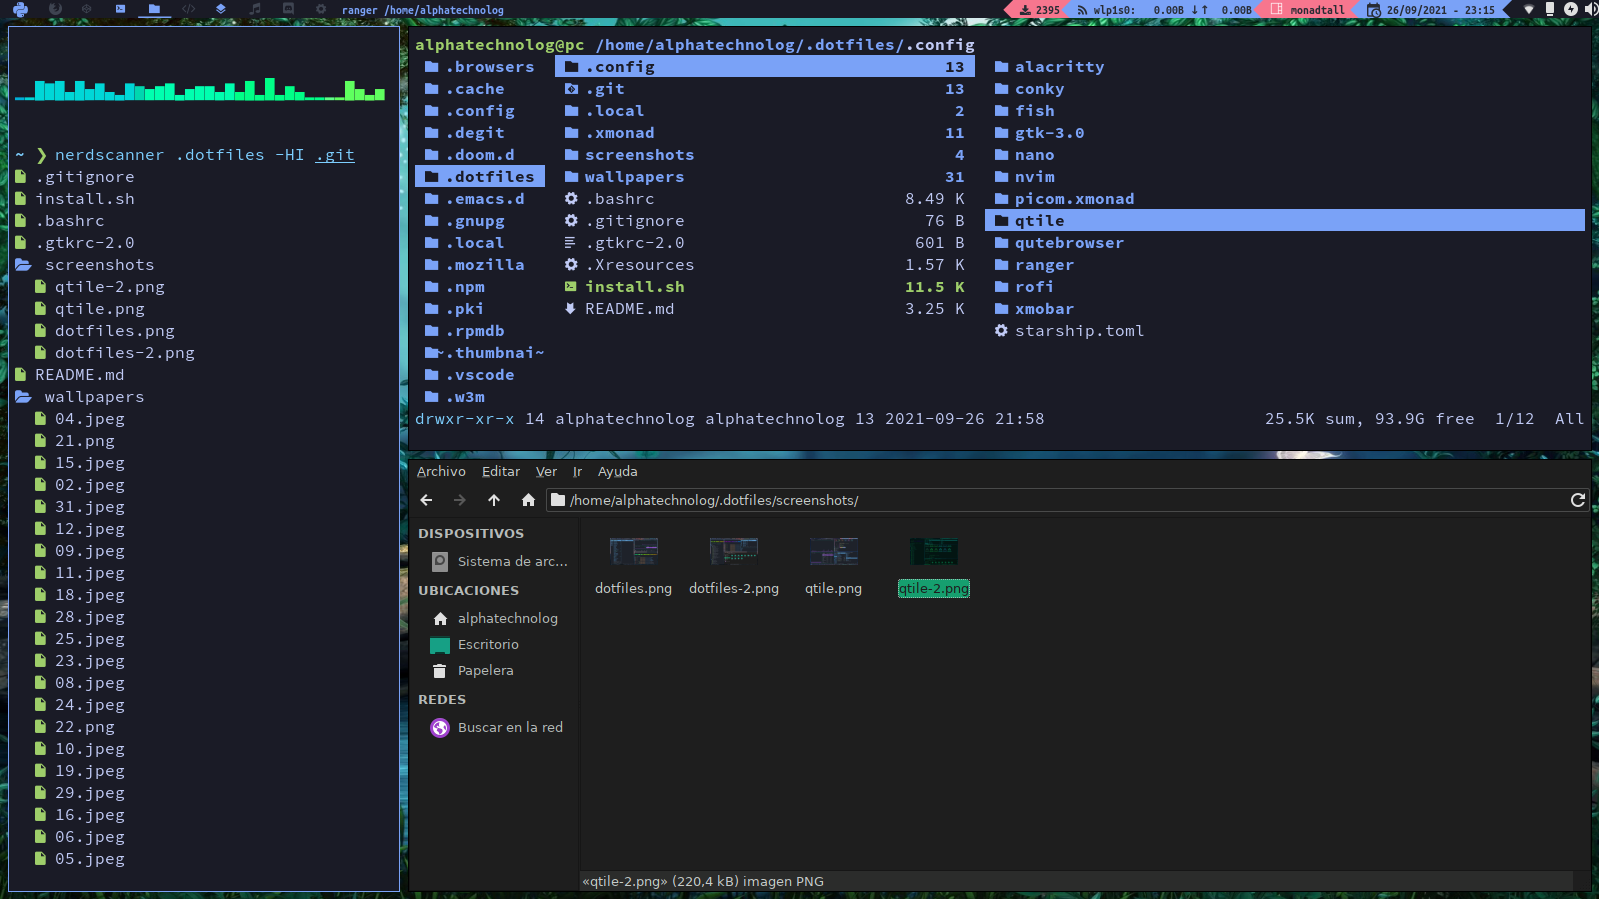 ranger /home/alphatechnolog
2395
wlp1s0: 0.00B ↓↑ 0.00B
monadtall
26/09/2021 - 23:15
~ ❯ nerdscanner .dotfiles -HI .git
.gitignore
install.sh
.bashrc
.gtkrc-2.0
screenshots
qtile-2.png
qtile.png
dotfiles.png
dotfiles-2.png
README.md
wallpapers
04.jpeg
21.png
15.jpeg
02.jpeg
31.jpeg
12.jpeg
09.jpeg
11.jpeg
18.jpeg
28.jpeg
25.jpeg
23.jpeg
08.jpeg
24.jpeg
22.png
10.jpeg
19.jpeg
29.jpeg
16.jpeg
06.jpeg
05.jpeg
alphatechnolog@pc /home/alphatechnolog/.dotfiles/.config
.browsers
.cache
.config
.degit
.doom.d
.dotfiles
.emacs.d
.gnupg
.local
.mozilla
.npm
.pki
.rpmdb
~.thumbnai~
.vscode
.w3m
.config 13
.git 13
.local 2
.xmonad 11
screenshots 4
wallpapers 31
.bashrc 8.49 K
.gitignore 76 B
.gtkrc-2.0 601 B
.Xresources 1.57 K
install.sh 11.5 K
README.md 3.25 K
alacritty
conky
fish
gtk-3.0
nano
nvim
picom.xmonad
qtile
qutebrowser
ranger
rofi
xmobar
starship.toml
drwxr-xr-x 14 alphatechnolog alphatechnolog 13 2021-09-26 21:58 25.5K sum, 93.9G free 1/12 All
Archivo Editar Ver Ir Ayuda
/home/alphatechnolog/.dotfiles/screenshots/
DISPOSITIVOS
Sistema de arc...
UBICACIONES
alphatechnolog
Escritorio
Papelera
REDES
Buscar en la red
dotfiles.png dotfiles-2.png qtile.png qtile-2.png
«qtile-2.png» (220,4 kB) imagen PNG